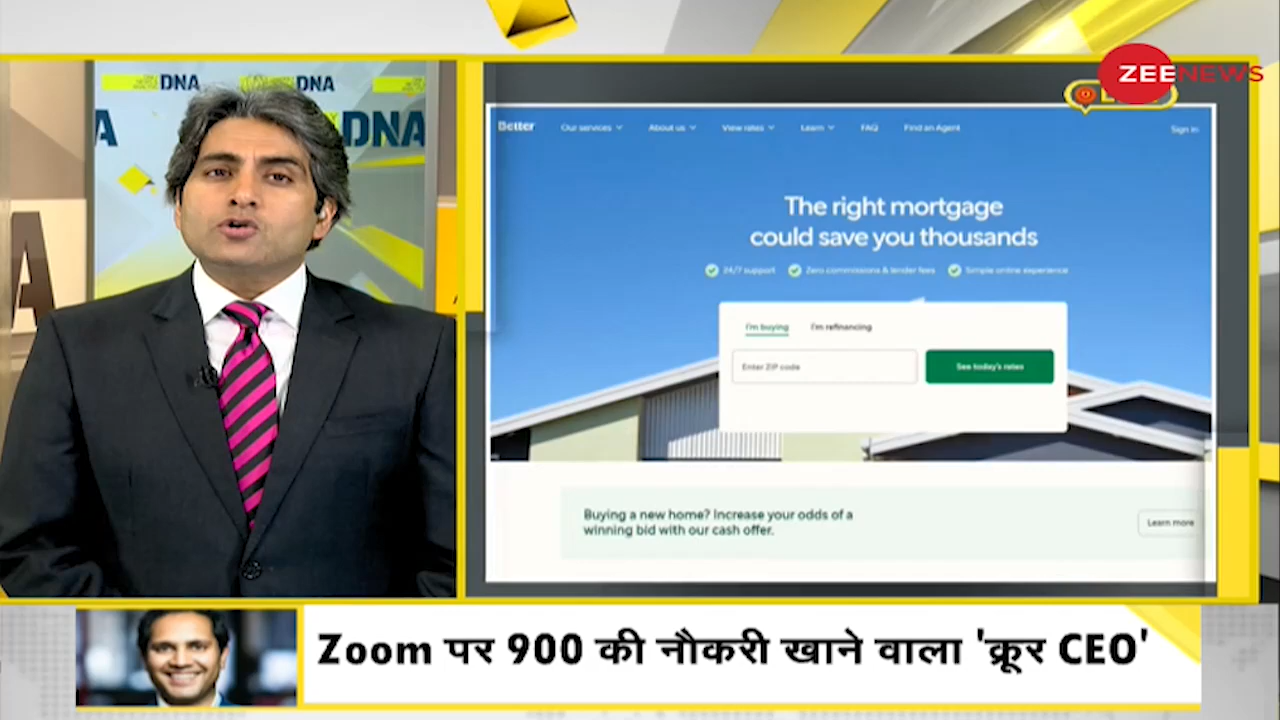 DNA
DNA
A
DNA
A
ZEE NEWS
Better
Our services
About us
View rates
Learn
FAQ
Find an Agent
Sign in
The right mortgage
could save you thousands
24/7 support
Zero commissions & lender fees
Simple online experience
I'm buying
I'm refinancing
Enter ZIP code
See today's rates
Buying a new home? Increase your odds of a
winning bid with our cash offer.
Learn more
Zoom पर 900 की नौकरी खाने वाला 'क्रूर CEO'